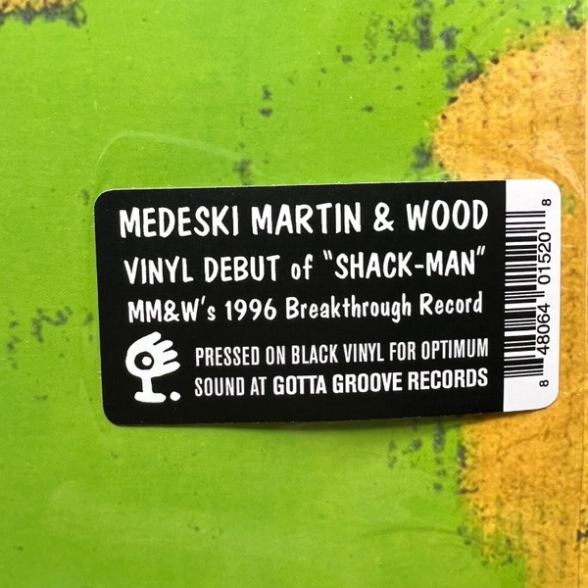 MEDESKI MARTIN & WOOD
VINYL DEBUT of "SHACK-MAN"
MM&W's 1996 Breakthrough Record
PRESSED ON BLACK VINYL FOR OPTIMUM
SOUND AT GOTTA GROOVE RECORDS
8 48064 01520 8